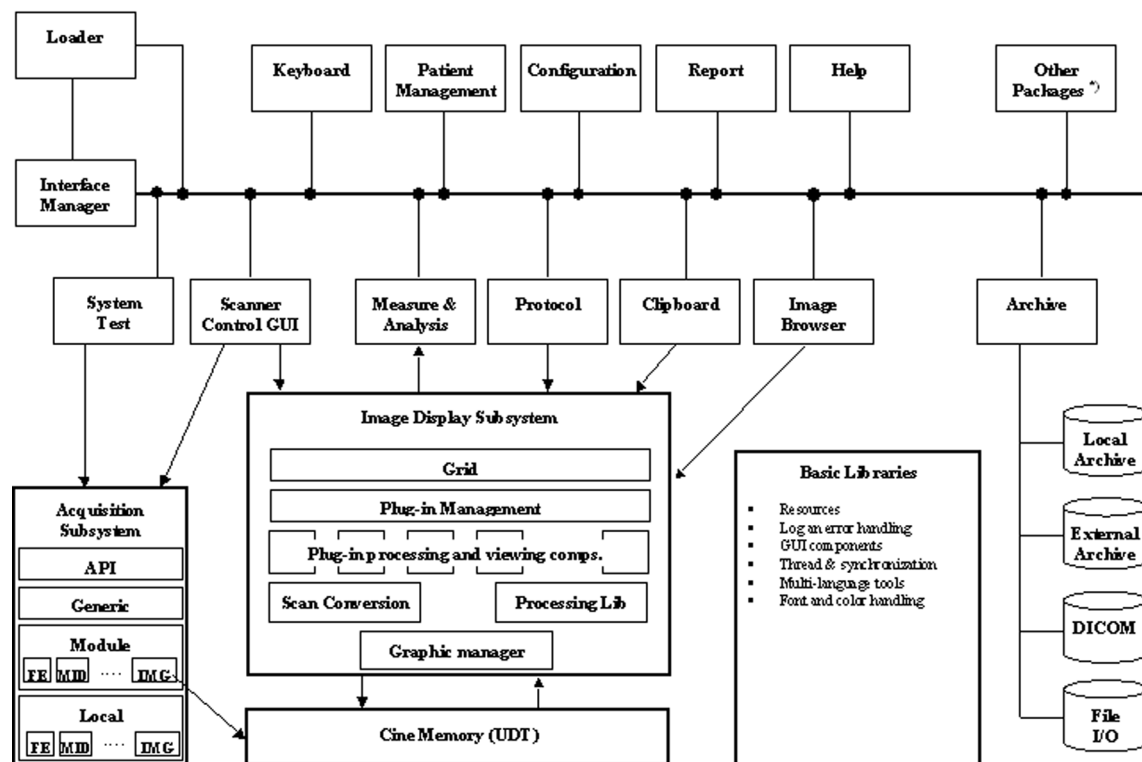 Loader
Keyboard
Patient
Management
Configuration
Report
Help
Other
Packages *)
Interface
Manager
System
Test
Scanner
Control GUI
Measure &
Analysis
Protocol
Clipboard
Image
Browser
Archive
Image Display Subsystem
Grid
Plug-in Management
Plug-in processing and viewing comps.
Scan Conversion
Processing Lib
Graphic manager
Cine Memory (UDT)
Acquisition
Subsystem
API
Generic
Module
FE MID .... IMG
Local
FE MID .... IMG
Basic Libraries
▪ Resources
▪ Log an error handling
▪ GUI components
▪ Thread & synchronization
▪ Multi-language tools
▪ Font and color handling
Local
Archive
External
Archive
DICOM
File
I/O